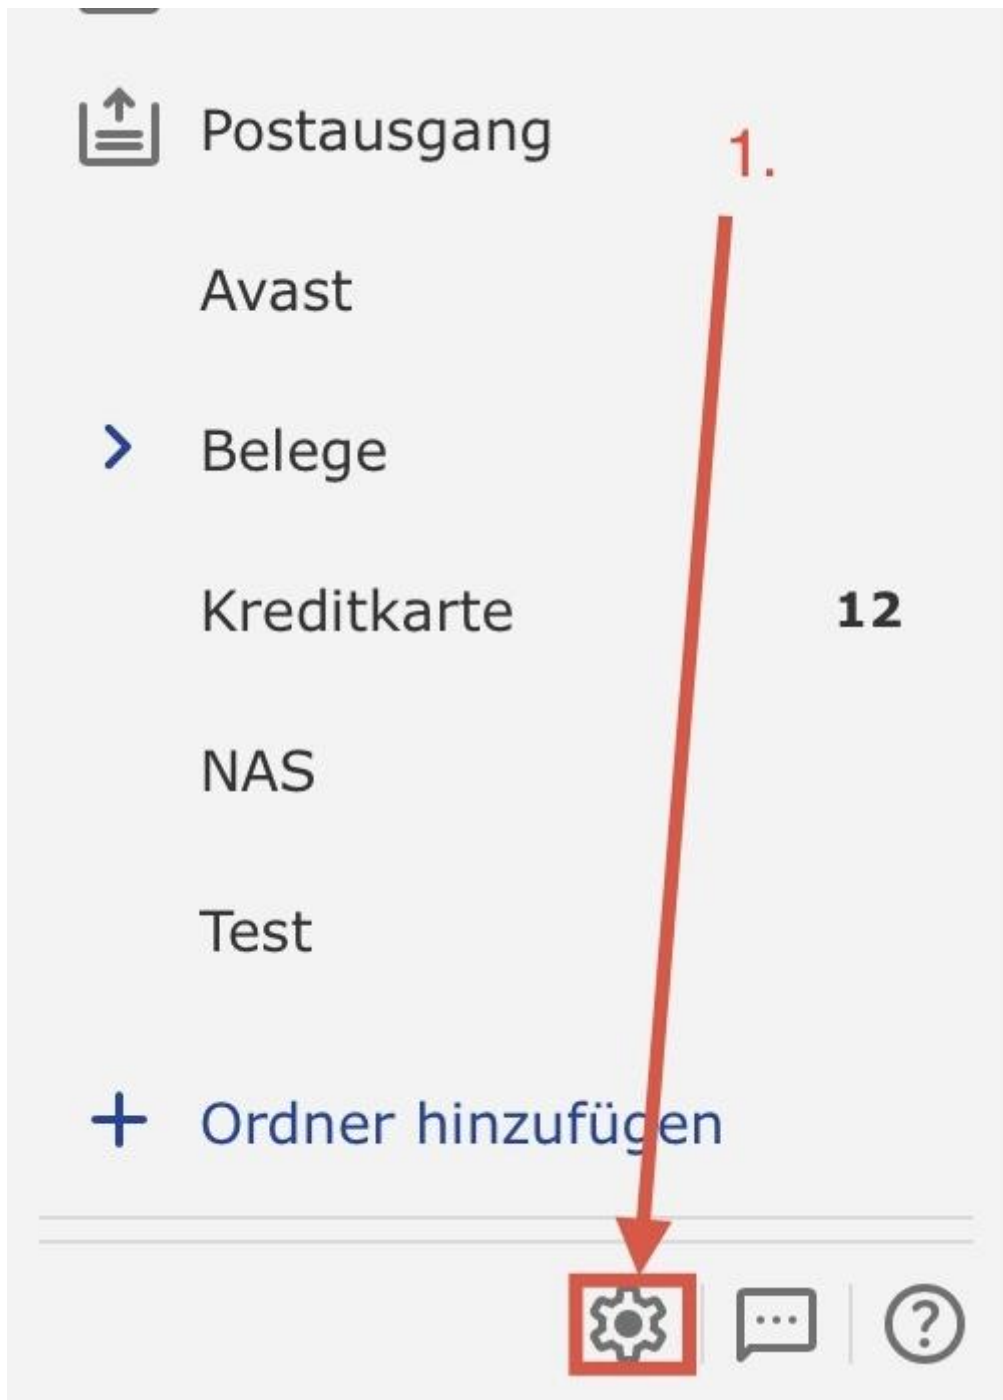 Postausgang
1.
Avast
Belege
Kreditkarte 12
NAS
Test
Ordner hinzufügen